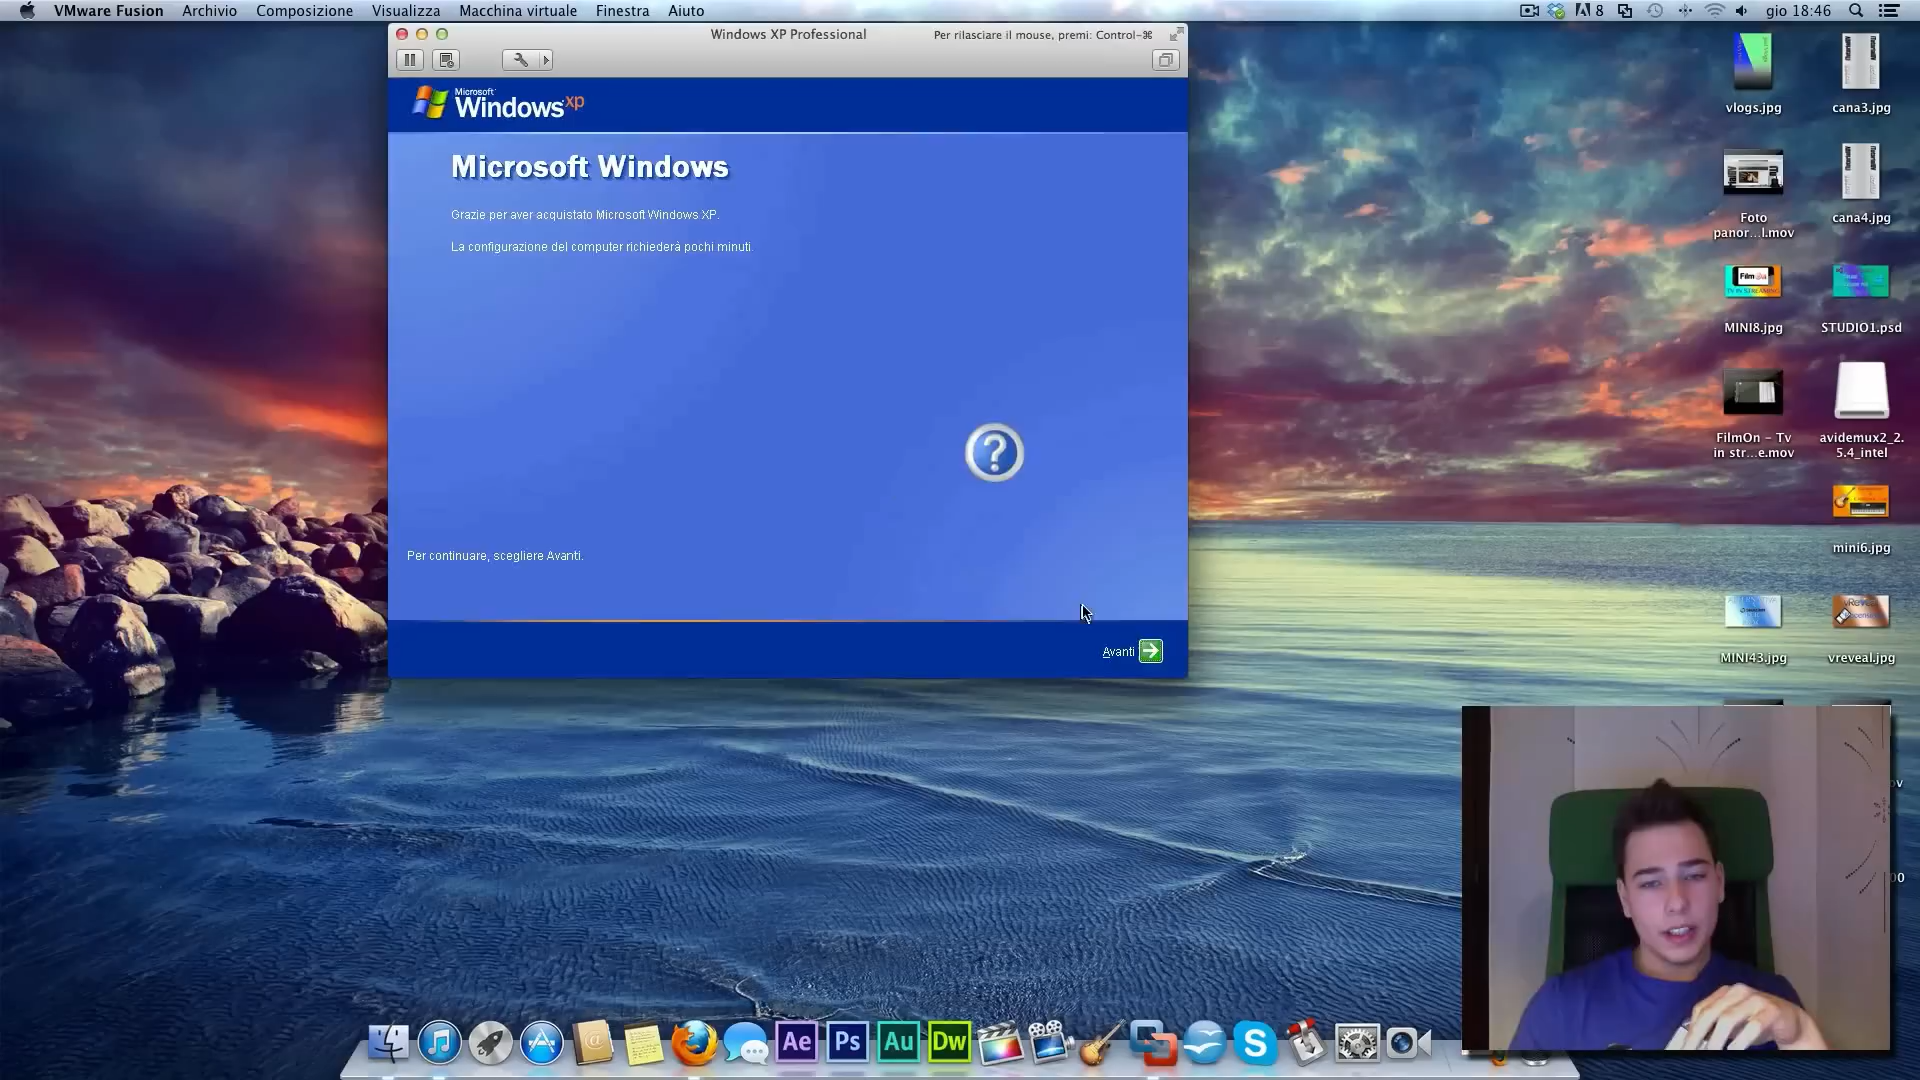 VMware Fusion Archivio Composizione Visualizza Macchina virtuale Finestra Aiuto
8 gio 18:46
Windows XP Professional
Per rilasciare il mouse, premi: Control-⌘
Microsoft
Windows xp
Microsoft Windows
Grazie per aver acquistato Microsoft Windows XP.
La configurazione del computer richiederà pochi minuti.
Per continuare, scegliere Avanti.
Avanti
vlogs.jpg
cana3.jpg
Foto
panor...l.mov
cana4.jpg
MINI8.jpg
STUDIO1.psd
FilmOn - Tv
in str...e.mov
avidemux2_2.
5.4_intel
mini6.jpg
MINI43.jpg
vreveal.jpg
Ae
Ps
Au
Dw